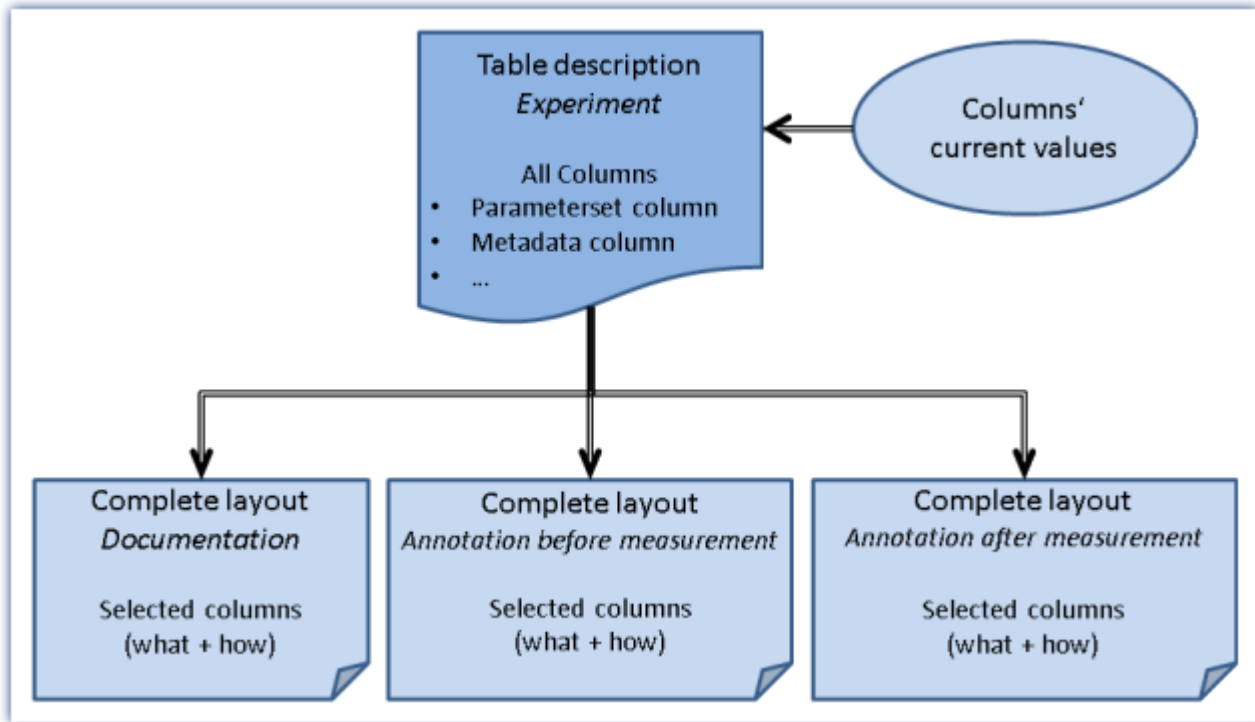 Table description
Experiment
All Columns
• Parameterset column
• Metadata column
• ...
Columns‘
current values
Complete layout
Documentation
Selected columns
(what + how)
Complete layout
Annotation before measurement
Selected columns
(what + how)
Complete layout
Annotation after measurement
Selected columns
(what + how)